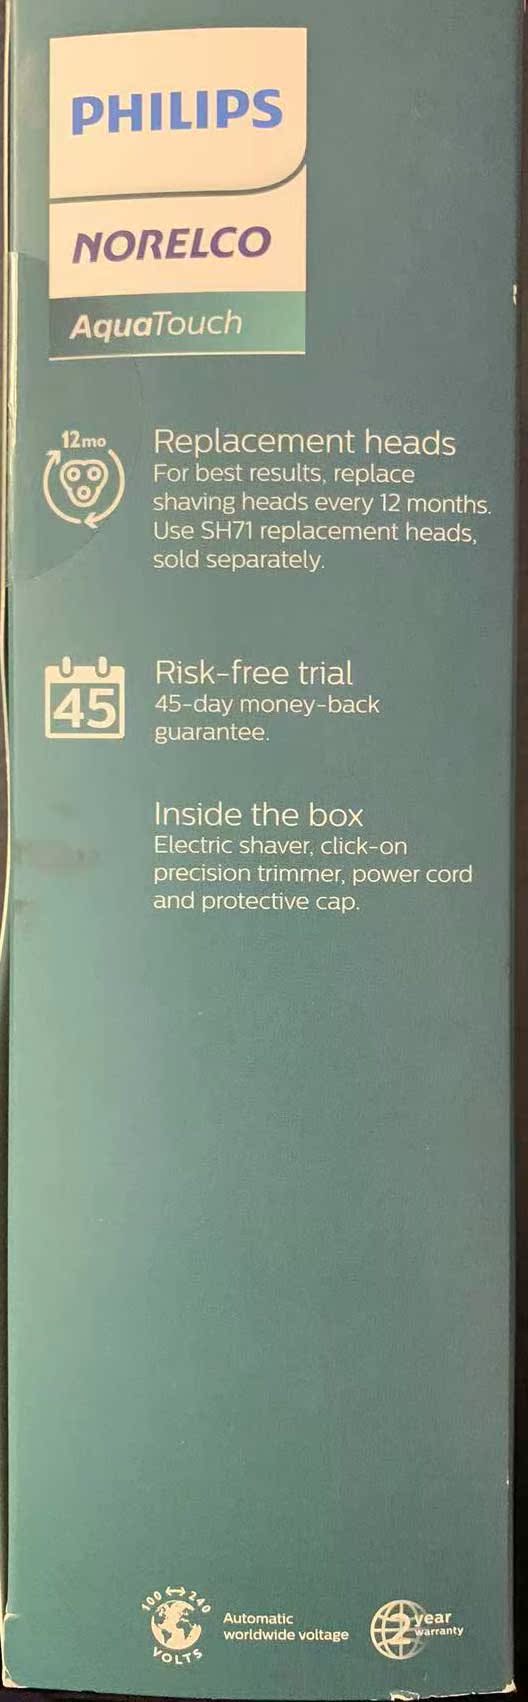 PHILIPS
NORELCO
AquaTouch
12mo
Replacement heads
For best results, replace
shaving heads every 12 months.
Use SH71 replacement heads,
sold separately.
45
Risk-free trial
45-day money-back
guarantee.
Inside the box
Electric shaver, click-on
precision trimmer, power cord
and protective cap.
100 ↔ 240
VOLTS
Automatic
worldwide voltage
2 year
warranty